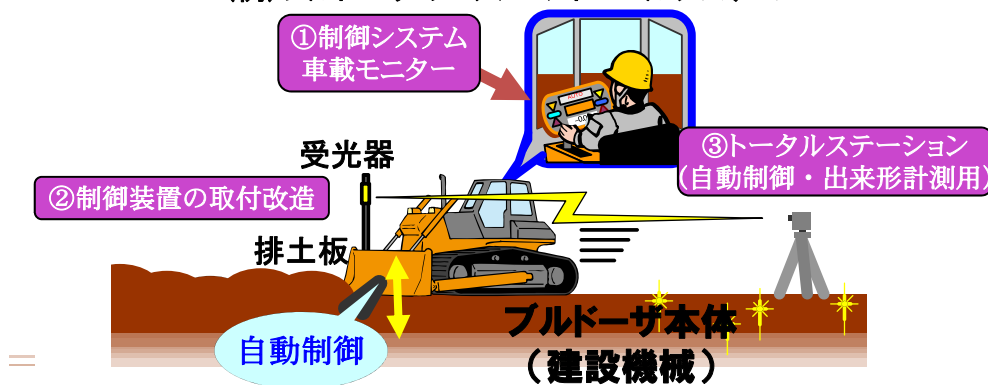 ①制御システム
車載モニター
受光器
③トータルステーション
(自動制御・出来形計測用)
②制御装置の取付改造
排土板
自動制御
ブルドーザ本体
（建設機械）